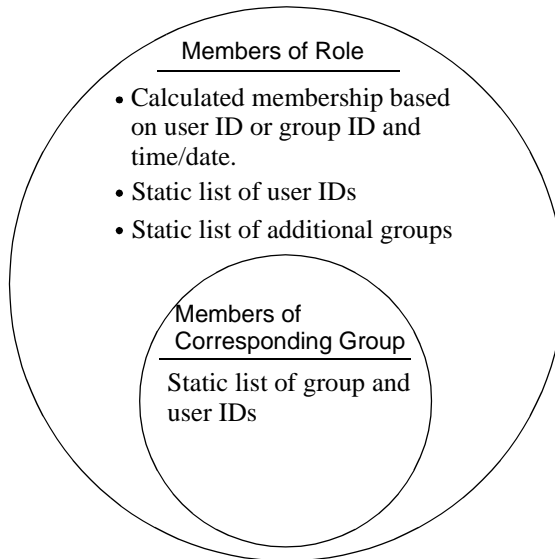 Members of Role
• Calculated membership based
on user ID or group ID and
time/date.
• Static list of user IDs
• Static list of additional groups
Members of
Corresponding Group
Static list of group and
user IDs